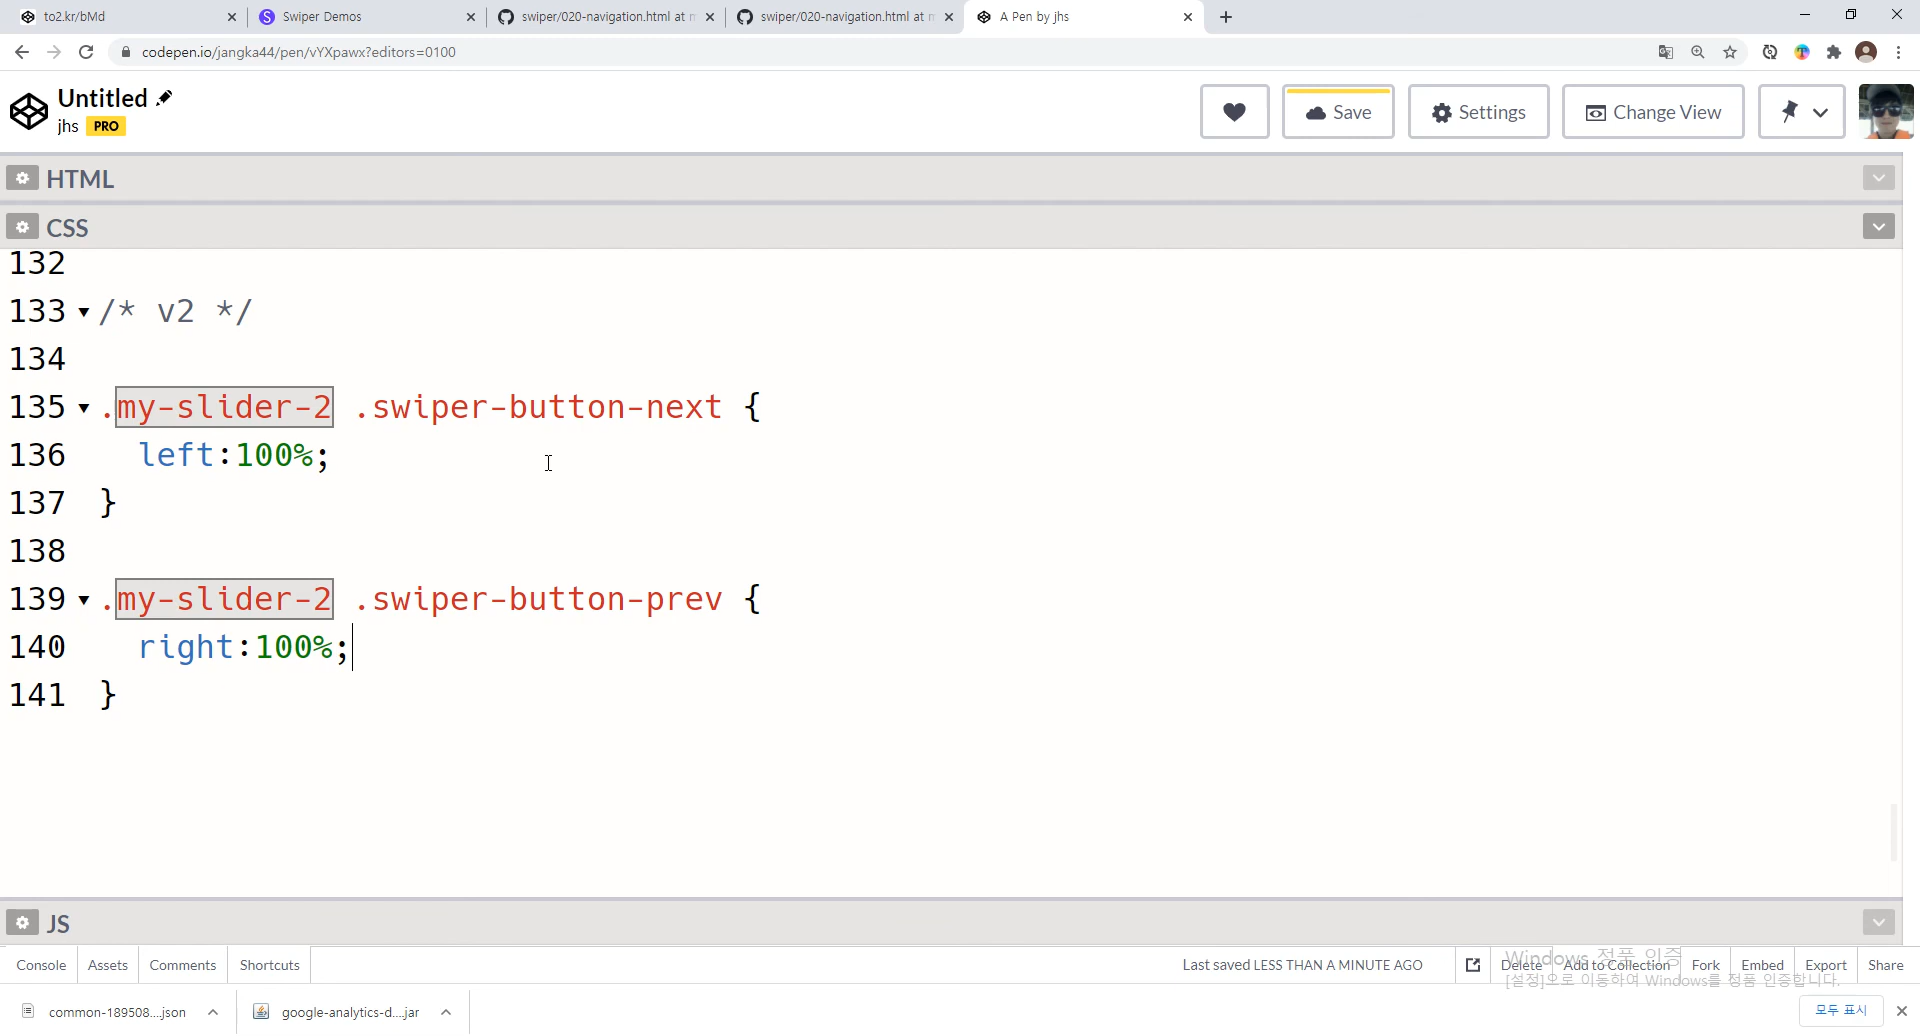 to2.kr/bMd
Swiper Demos
swiper/020-navigation.html at m
swiper/020-navigation.html at m
A Pen by jhs
codepen.io/jangka44/pen/vYXpawx?editors=0100
Untitled
jhs PRO
Save
Settings
Change View
HTML
CSS
132
133 /* v2 */
134
135 .my-slider-2 .swiper-button-next {
136 left:100%;
137 }
138
139 .my-slider-2 .swiper-button-prev {
140 right:100%;
141 }
JS
Console Assets Comments Shortcuts
Last saved LESS THAN A MINUTE AGO
Delete Add to Collection Fork Embed Export Share
Windows 정품 인증
[설정]으로 이동하여 Windows를 정품 인증합니다.
common-189508....json
google-analytics-d....jar
모두 표시